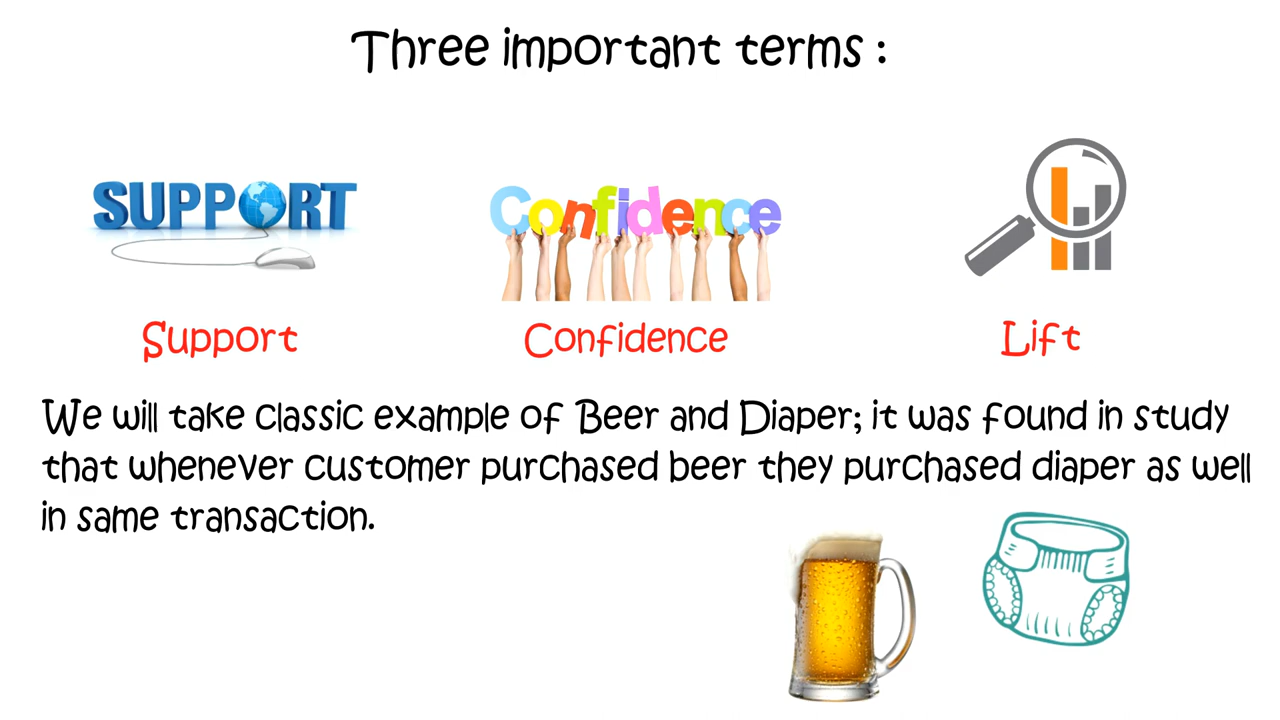 Three important terms :
SUPPORT
Confidence
Support
Confidence
Lift
We will take classic example of Beer and Diaper; it was found in study
that whenever customer purchased beer they purchased diaper as well
in same transaction.